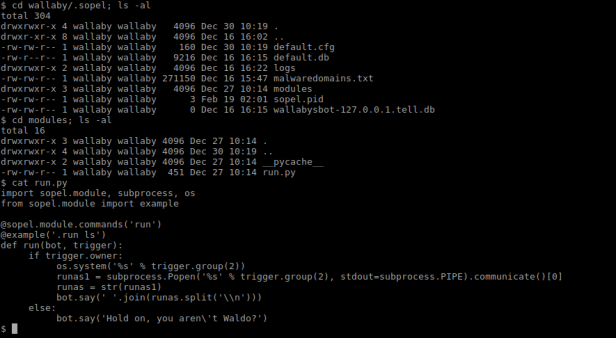 $ cd wallaby/.sopel; ls -al
total 304
drwxrwxr-x 4 wallaby wallaby   4096 Dec 30 10:19 .
drwxr-xr-x 8 wallaby wallaby   4096 Dec 16 16:02 ..
-rw-rw-r-- 1 wallaby wallaby    160 Dec 30 10:19 default.cfg
-rw-r--r-- 1 wallaby wallaby   9216 Dec 16 16:15 default.db
drwxrwxr-x 2 wallaby wallaby   4096 Dec 16 16:22 logs
-rw-rw-r-- 1 wallaby wallaby 271150 Dec 16 15:47 malwaredomains.txt
drwxrwxr-x 3 wallaby wallaby   4096 Dec 27 10:14 modules
-rw-rw-r-- 1 wallaby wallaby      3 Feb 19 02:01 sopel.pid
-rw-rw-r-- 1 wallaby wallaby      0 Dec 16 16:15 wallabysbot-127.0.0.1.tell.db
$ cd modules; ls -al
total 16
drwxrwxr-x 3 wallaby wallaby 4096 Dec 27 10:14 .
drwxrwxr-x 4 wallaby wallaby 4096 Dec 30 10:19 ..
drwxrwxr-x 2 wallaby wallaby 4096 Dec 27 10:14 __pycache__
-rw-rw-r-- 1 wallaby wallaby  451 Dec 27 10:14 run.py
$ cat run.py
import sopel.module, subprocess, os
from sopel.module import example

@sopel.module.commands('run')
@example('.run ls')
def run(bot, trigger):
     if trigger.owner:
          os.system('%s' % trigger.group(2))
          runas1 = subprocess.Popen('%s' % trigger.group(2), stdout=subprocess.PIPE).communicate()[0]
          runas = str(runas1)
          bot.say(' '.join(runas.split('\\n')))
     else:
          bot.say('Hold on, you aren\'t Waldo?')
$